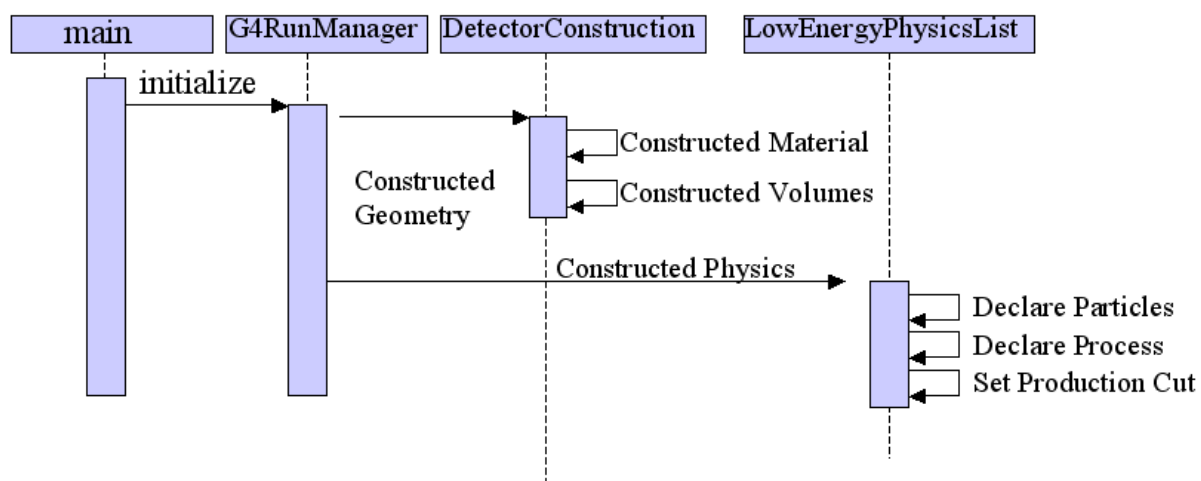 main
G4RunManager
DetectorConstruction
LowEnergyPhysicsList
initialize
Constructed Material
Constructed
Geometry
Constructed Volumes
Constructed Physics
Declare Particles
Declare Process
Set Production Cut